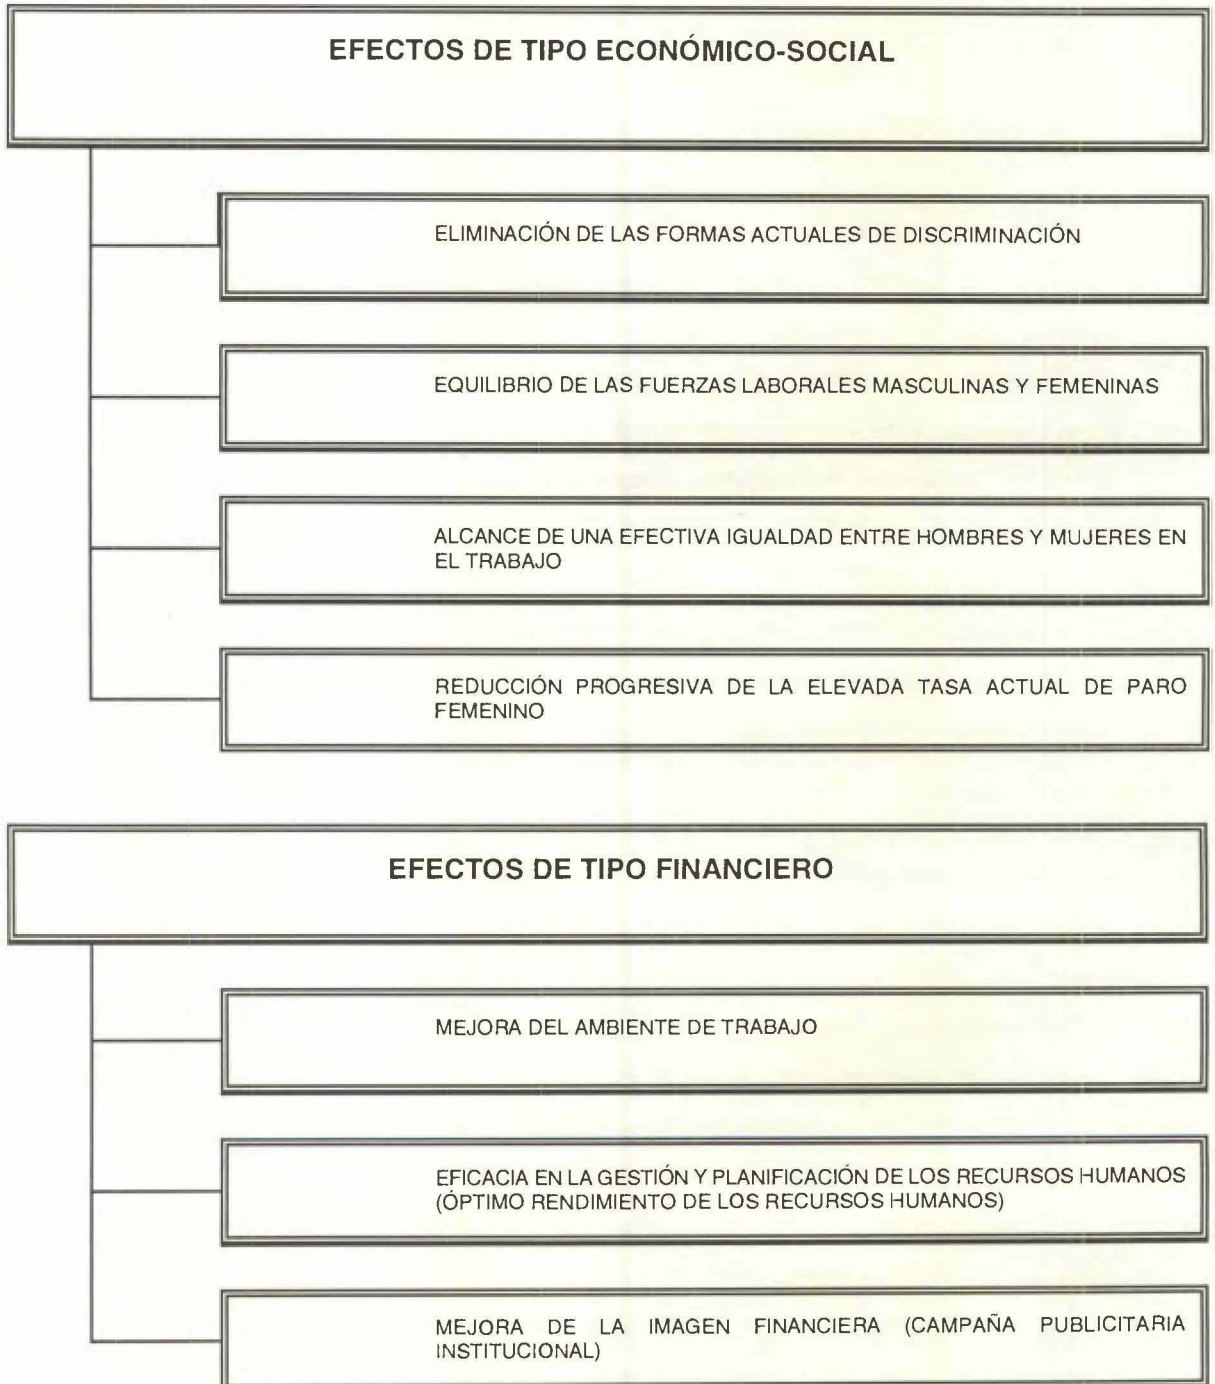 EFECTOS DE TIPO ECONÓMICO-SOCIAL
ELIMINACIÓN DE LAS FORMAS ACTUALES DE DISCRIMINACIÓN
EQUILIBRIO DE LAS FUERZAS LABORALES MASCULINAS Y FEMENINAS
ALCANCE DE UNA EFECTIVA IGUALDAD ENTRE HOMBRES Y MUJERES EN
EL TRABAJO
REDUCCIÓN PROGRESIVA DE LA ELEVADA TASA ACTUAL DE PARO
FEMENINO
EFECTOS DE TIPO FINANCIERO
MEJORA DEL AMBIENTE DE TRABAJO
EFICACIA EN LA GESTIÓN Y PLANIFICACIÓN DE LOS RECURSOS HUMANOS
(ÓPTIMO RENDIMIENTO DE LOS RECURSOS HUMANOS)
MEJORA DE LA IMAGEN FINANCIERA (CAMPAÑA PUBLICITARIA
INSTITUCIONAL)